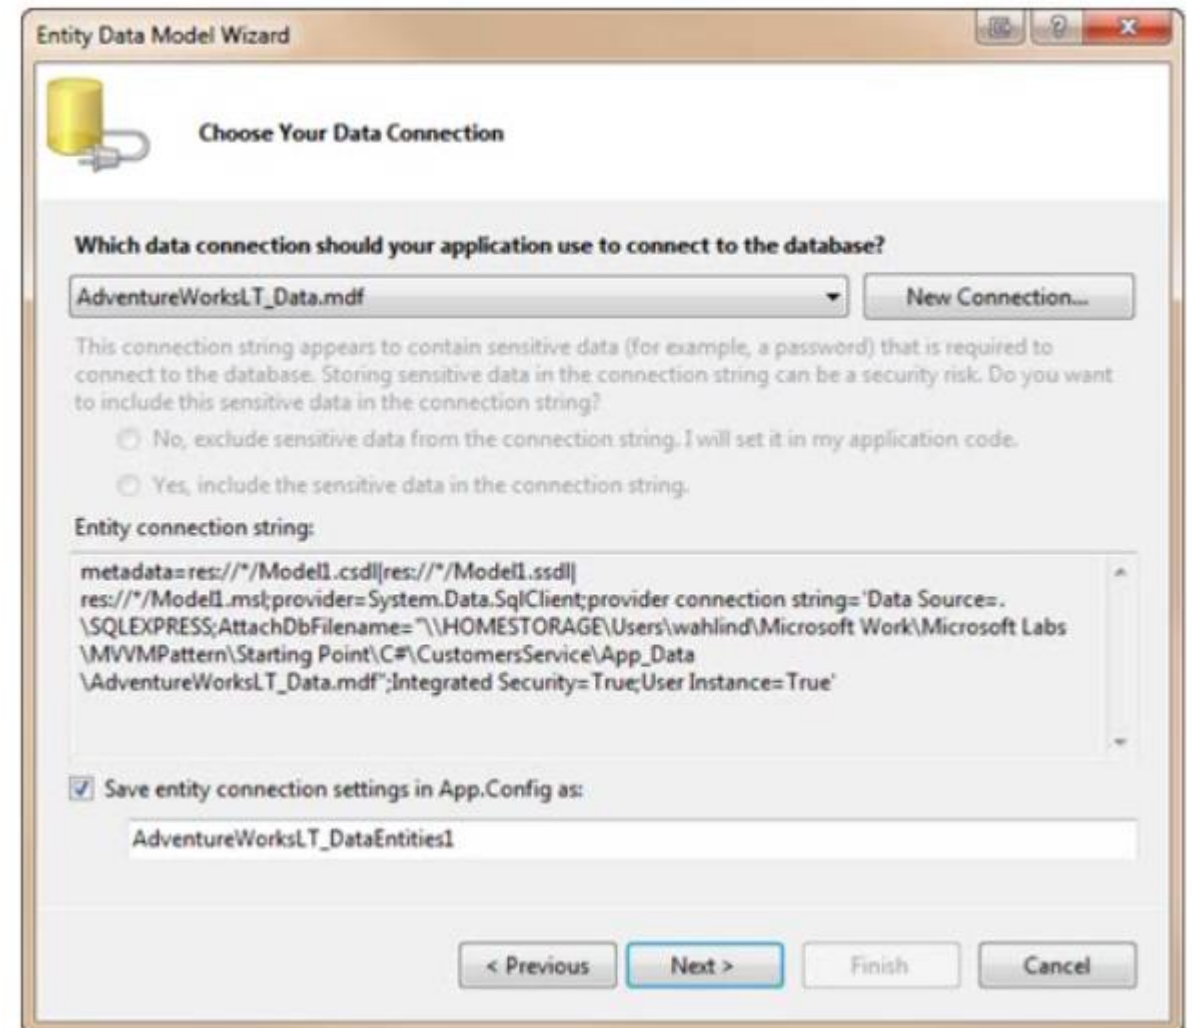 Entity Data Model Wizard
Choose Your Data Connection
Which data connection should your application use to connect to the database?
AdventureWorksLT_Data.mdf
New Connection...
This connection string appears to contain sensitive data (for example, a password) that is required to
connect to the database. Storing sensitive data in the connection string can be a security risk. Do you want
to include this sensitive data in the connection string?
No, exclude sensitive data from the connection string. I will set it in my application code.
Yes, include the sensitive data in the connection string.
Entity connection string:
metadata=res://*/Model1.csdl|res://*/Model1.ssdl|
res://*/Model1.msl;provider=System.Data.SqlClient;provider connection string='Data Source=.
\SQLEXPRESS;AttachDbFilename="\\HOMESTORAGE\Users\wahlind\Microsoft Work\Microsoft Labs
\MVVMPattern\Starting Point\C#\CustomersService\App_Data
\AdventureWorksLT_Data.mdf";Integrated Security=True;User Instance=True'
Save entity connection settings in App.Config as:
AdventureWorksLT_DataEntities1
< Previous
Next >
Finish
Cancel